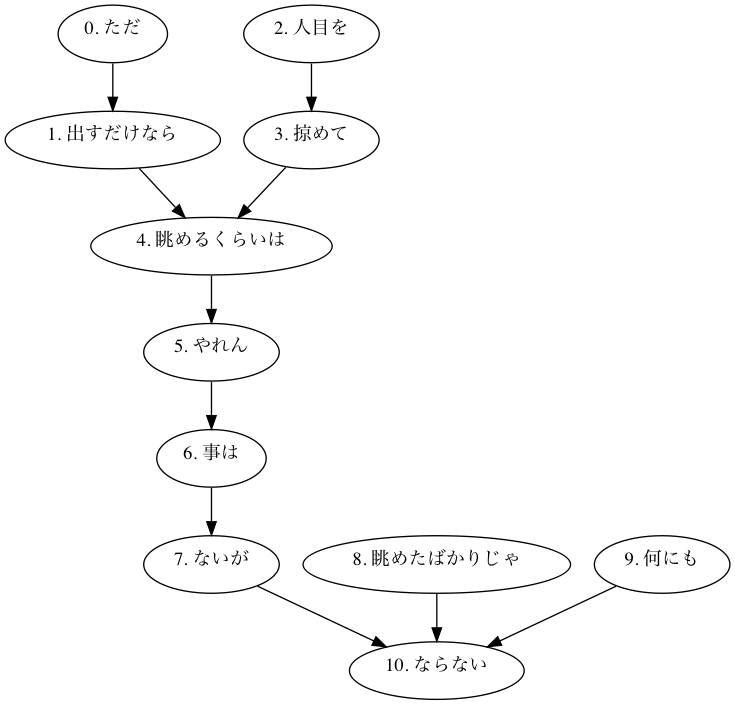 0. ただ
2. 人目を
1. 出すだけなら
3. 掠めて
4. 眺めるくらいは
5. やれん
6. 事は
7. ないが
8. 眺めたばかりじゃ
9. 何にも
10. ならない